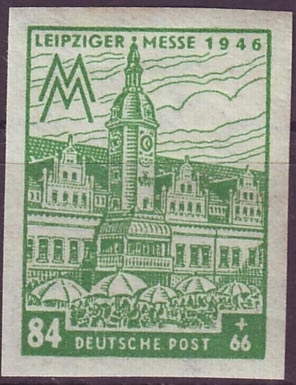 LEIPZIGER MESSE 1946
MM
84 DEUTSCHE POST +66